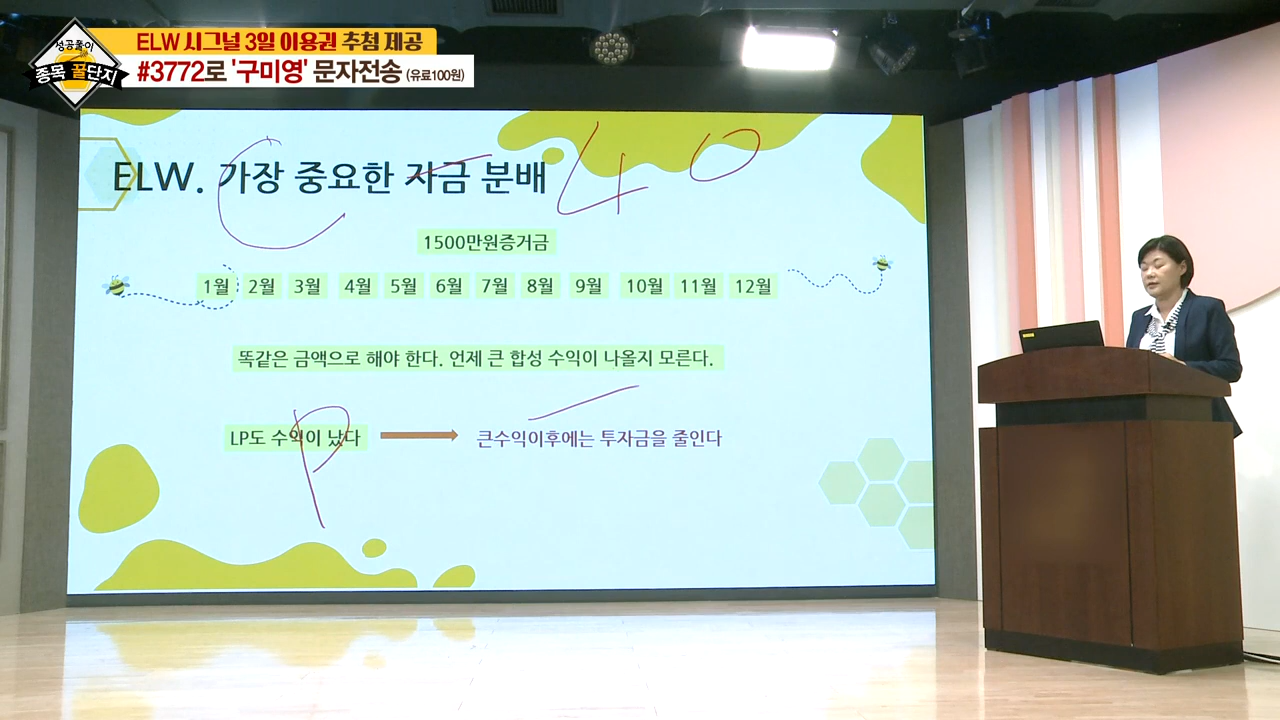 성공풀이
종목 꿀단지
ELW 시그널 3일 이용권 추첨 제공
#3772로 '구미영' 문자전송 (유료100원)
ELW. 가장 중요한 자금 분배
C 40
1500만원증거금
1월 2월 3월 4월 5월 6월 7월 8월 9월 10월 11월 12월
똑같은 금액으로 해야 한다. 언제 큰 합성 수익이 나올지 모른다.
LP도 수익이 났다 큰수익이후에는 투자금을 줄인다
P